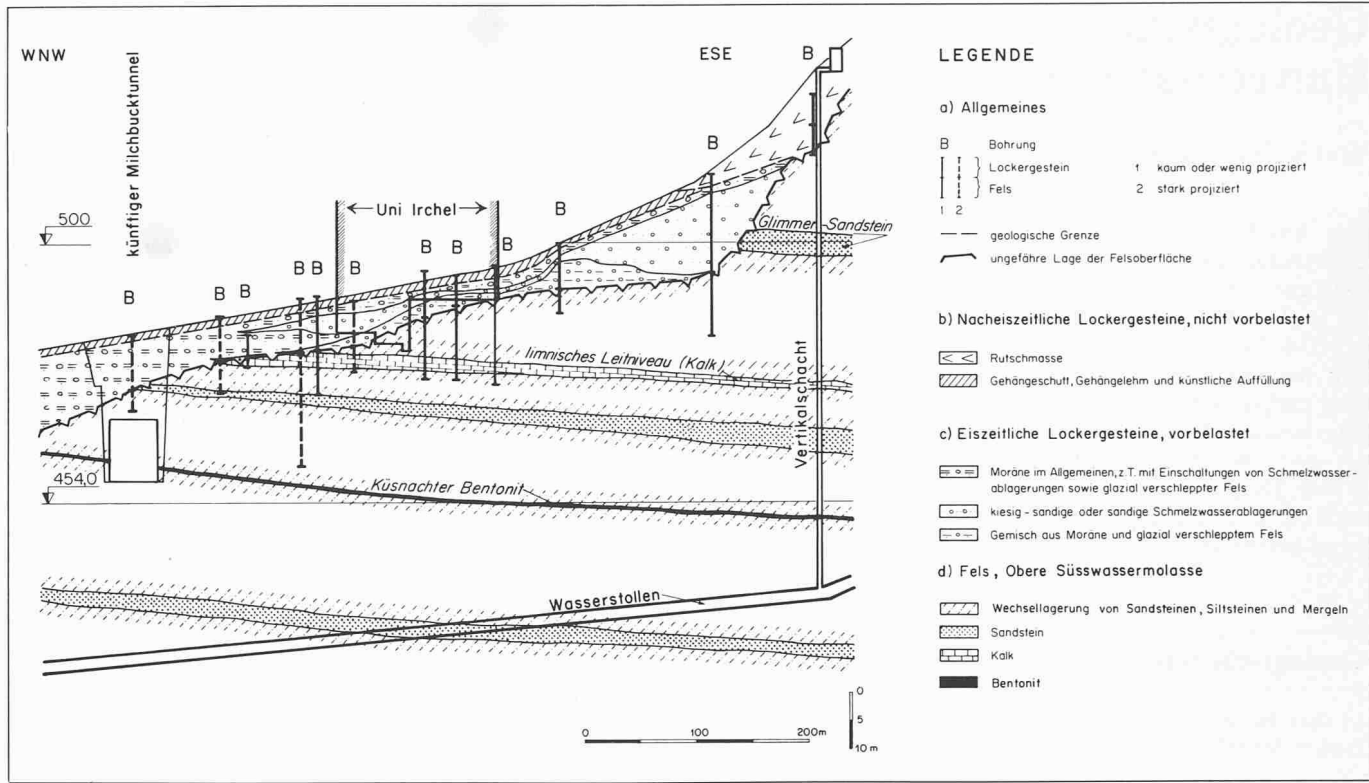 WNW
ESE
B
künftiger Milchbucktunnel
500
Uni Irchel
B
B
B
B
B
B
B
B
B
B
B
B
Glimmer-Sandstein
limnisches Leitniveau (Kalk)
Vertikalschacht
454,0
Küsnachter Bentonit
Wasserstollen
0 100 200m
0
5
10 m
LEGENDE
a) Allgemeines
B Bohrung
Lockergestein 1 kaum oder wenig projiziert
Fels 2 stark projiziert
1 2
geologische Grenze
ungefähre Lage der Felsoberfläche
b) Nacheiszeitliche Lockergesteine, nicht vorbelastet
Rutschmasse
Gehängeschutt, Gehängelehm und künstliche Auffüllung
c) Eiszeitliche Lockergesteine, vorbelastet
Moräne im Allgemeinen, z.T. mit Einschaltungen von Schmelzwasser-
ablagerungen sowie glazial verschleppter Fels
kiesig - sandige oder sandige Schmelzwasserablagerungen
Gemisch aus Moräne und glazial verschlepptem Fels
d) Fels, Obere Süsswassermolasse
Wechsellagerung von Sandsteinen, Siltsteinen und Mergeln
Sandstein
Kalk
Bentonit